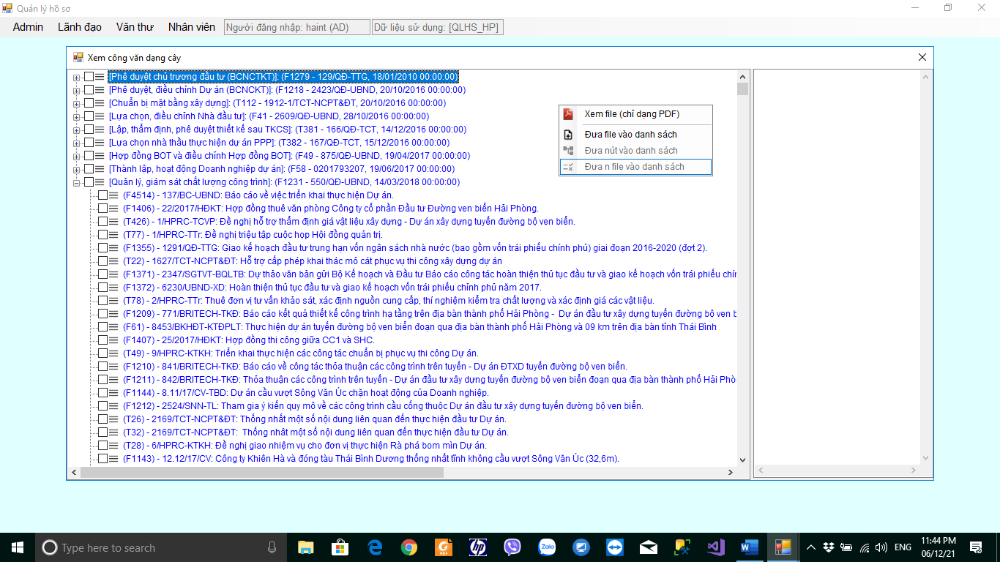 Quản lý hồ sơ
Admin Lãnh đạo Văn thư Nhân viên Người đăng nhập: haint (AD) Dữ liệu sử dụng: [QLHS_HP]
Xem công văn dạng cây
[Phê duyệt chủ trương đầu tư (BCNCTKT)]: (F1279 - 129/QĐ-TTG, 18/01/2010 00:00:00)
[Phê duyệt, điều chỉnh Dự án (BCNCKT)]: (F1218 - 2423/QĐ-UBND, 20/10/2016 00:00:00)
[Chuẩn bị mặt bằng xây dựng]: (T112 - 1912-1/TCT-NCPT&ĐT, 20/10/2016 00:00:00)
[Lựa chọn, điều chỉnh Nhà đầu tư]: (F41 - 2609/QĐ-UBND, 28/10/2016 00:00:00)
[Lập, thẩm định, phê duyệt thiết kế sau TKCS]: (T381 - 166/QĐ-TCT, 14/12/2016 00:00:00)
[Lựa chọn nhà thầu thực hiện dự án PPP]: (T382 - 167/QĐ-TCT, 15/12/2016 00:00:00)
[Hợp đồng BOT và điều chỉnh Hợp đồng BOT]: (F49 - 875/QĐ-UBND, 19/04/2017 00:00:00)
[Thành lập, hoạt động Doanh nghiệp dự án]: (F58 - 0201793207, 19/06/2017 00:00:00)
[Quản lý, giám sát chất lượng công trình]: (F1231 - 550/QĐ-UBND, 14/03/2018 00:00:00)
(F4514) - 137/BC-UBND: Báo cáo về việc triển khai thực hiện Dự án.
(F1406) - 22/2017/HĐKT: Hợp đồng thuê văn phòng Công ty cổ phần Đầu tư Đường ven biển Hải Phòng.
(T426) - 1/HPRC-TCVP: Đề nghị hỗ trợ thẩm định giá vật liệu xây dựng - Dự án xây dựng tuyến đường bộ ven biển.
(T77) - 1/HPRC-TTr: Đề nghị triệu tập cuộc họp Hội đồng quản trị.
(F1355) - 1291/QĐ-TTG: Giao kế hoạch đầu tư trung hạn vốn ngân sách nhà nước (bao gồm vốn trái phiếu chính phủ) giai đoạn 2016-2020 (đợt 2).
(T22) - 1627/TCT-NCPT&ĐT: Hỗ trợ cấp phép khai thác mỏ cát phục vụ thi công xây dựng dự án
(F1371) - 2347/SGTVT-BQLTB: Dự thảo văn bản gửi Bộ Kế hoạch và Đầu tư Báo cáo công tác hoàn thiện thủ tục đầu tư và giao kế hoạch vốn trái phiếu chín
(F1372) - 6230/UBND-XD: Hoàn thiện thủ tục đầu tư và giao kế hoạch vốn trái phiếu chính phủ năm 2017.
(T78) - 2/HPRC-TTr: Thuê đơn vị tư vấn khảo sát, xác định nguồn cung cấp, thí nghiệm kiểm tra chất lượng và xác định giá các vật liệu.
(F1209) - 771/BRITECH-TKĐ: Báo cáo kết quả thiết kế công trình hạ tầng trên địa bàn thành phố Hải Phòng -  Dự án đầu tư xây dựng tuyến đường bộ ven b
(F61) - 8453/BKHĐT-KTĐPLT: Thực hiện dự án tuyến đường bộ ven biển đoạn qua địa bàn thành phố Hải Phòng và 09 km trên địa bàn tỉnh Thái Bình
(F1407) - 25/2017/HĐKT: Hợp đồng thi công giữa CC1 và SHC.
(T49) - 9/HPRC-KTKH: Triển khai thực hiện các công tác chuẩn bị phục vụ thi công Dự án.
(F1210) - 841/BRITECH-TKĐ: Báo cáo về công tác thỏa thuận các công trình trên tuyến - Dự án ĐTXD tuyến đường bộ ven biển.
(F1211) - 842/BRITECH-TKĐ: Thỏa thuận các công trình trên tuyến - Dự án đầu tư xây dựng tuyến đường bộ ven biển đoạn qua địa bàn thành phố Hải Phò
(F1144) - 8.11/17/CV-TBD: Dự án cầu vượt Sông Văn Úc chặn hoạt động của Doanh nghiệp.
(F1212) - 2524/SNN-TL: Tham gia ý kiến quy mô về các công trình cầu cống thuộc Dự án đầu tư xây dựng tuyến đường bộ ven biển.
(T26) - 2169/TCT-NCPT&ĐT: Thống nhất một số nội dung liên quan đến thực hiện đầu tư Dự án.
(T32) - 2169/TCT-NCPT&ĐT:  Thống nhât một số nội dung liên quan đến thực hiện đầu tư Dự án.
(T28) - 6/HPRC-KTKH: Đề nghị giao nhiệm vụ cho đơn vị thực hiện Rà phá bom mìn Dự án.
(F1143) - 12.12/17/CV: Công ty Khiên Hà và đóng tàu Thái Bình Dương thống nhất tĩnh không cầu vượt Sông Văn Úc (32,6m).
Xem file (chỉ dạng PDF)
Đưa file vào danh sách
Đưa nút vào danh sách
Đưa n file vào danh sách
Type here to search
PDF
hp
Zalo
ENG
11:44 PM
06/12/21